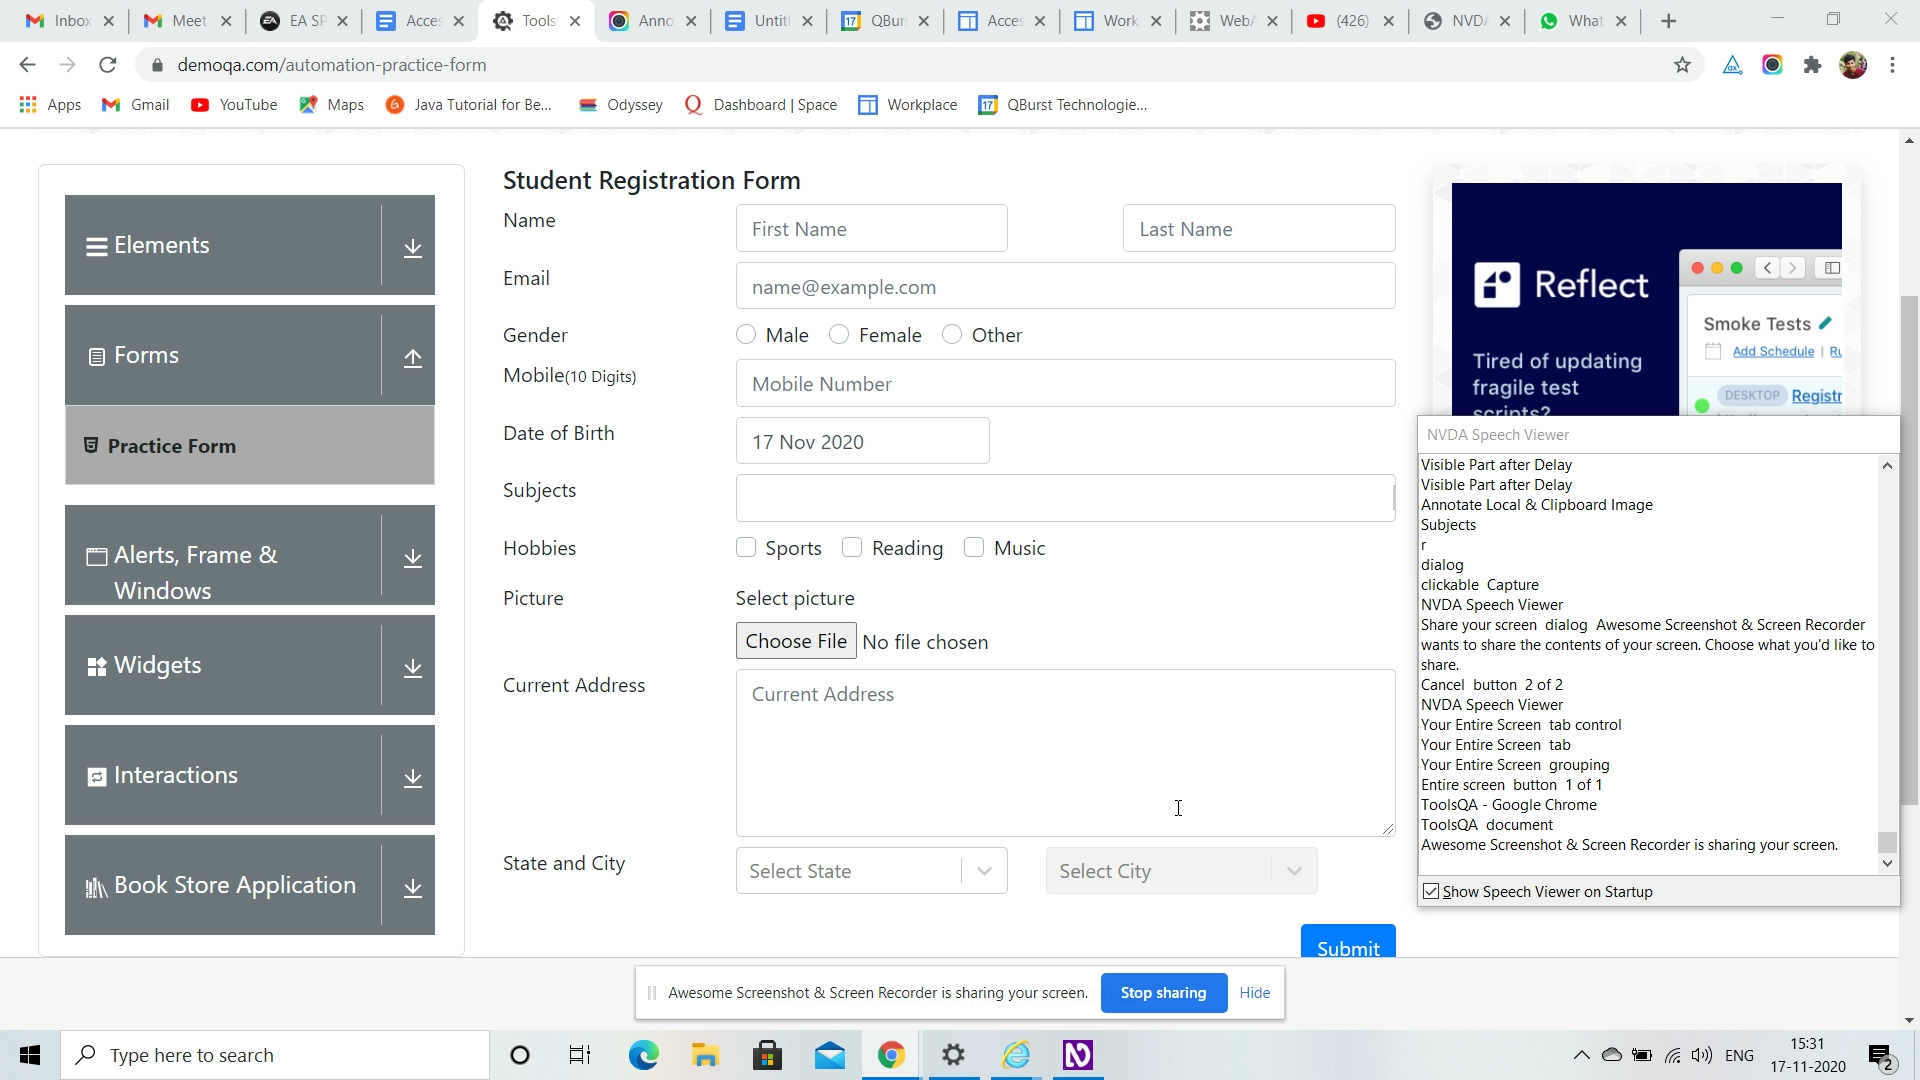 Inbox
Meet
EA SP
Acces
Tools
Anno
Untitl
QBur
Acces
Work
WebA
(426)
NVDA
What
demoqa.com/automation-practice-form
Apps
Gmail
YouTube
Maps
Java Tutorial for Be...
Odyssey
Dashboard | Space
Workplace
QBurst Technologie...
Elements
Forms
Practice Form
Alerts, Frame &
Windows
Widgets
Interactions
Book Store Application
Student Registration Form
Name
First Name
Last Name
Email
name@example.com
Gender
Male
Female
Other
Mobile(10 Digits)
Mobile Number
Date of Birth
17 Nov 2020
Subjects
Hobbies
Sports
Reading
Music
Picture
Select picture
Choose File No file chosen
Current Address
Current Address
State and City
Select State
Select City
Submit
Reflect
Tired of updating
fragile test
scripts?
Smoke Tests
Add Schedule | Ru
DESKTOP Registr
NVDA Speech Viewer
Visible Part after Delay
Visible Part after Delay
Annotate Local & Clipboard Image
Subjects
r
dialog
clickable Capture
NVDA Speech Viewer
Share your screen dialog Awesome Screenshot & Screen Recorder
wants to share the contents of your screen. Choose what you'd like to
share.
Cancel button 2 of 2
NVDA Speech Viewer
Your Entire Screen tab control
Your Entire Screen tab
Your Entire Screen grouping
Entire screen button 1 of 1
ToolsQA - Google Chrome
ToolsQA document
Awesome Screenshot & Screen Recorder is sharing your screen.
Show Speech Viewer on Startup
Awesome Screenshot & Screen Recorder is sharing your screen.
Stop sharing
Hide
Type here to search
ENG
15:31
17-11-2020
2